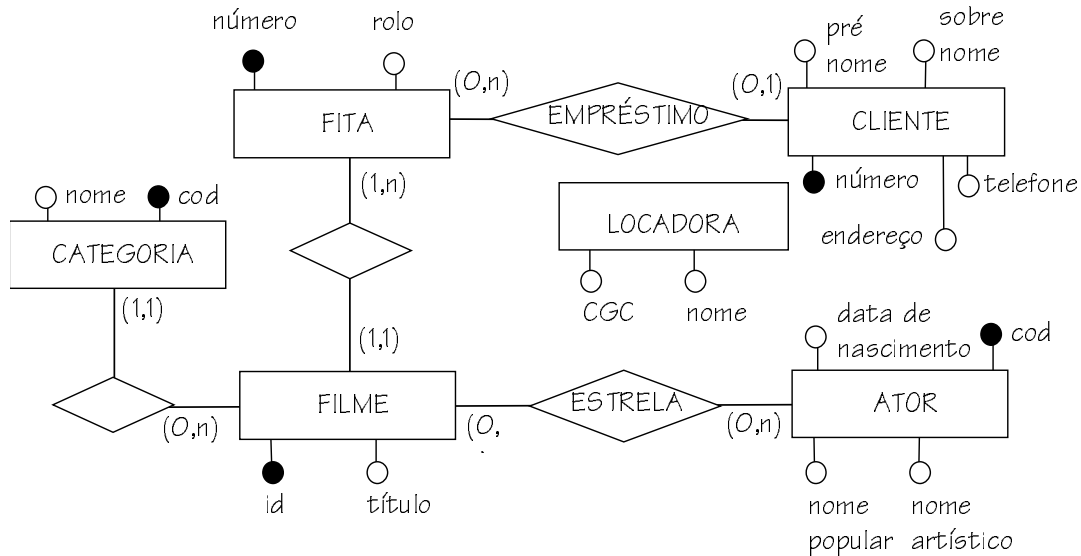 número
rolo
pré
nome
sobre
nome
(0,n)
(0,1)
FITA
EMPRÉSTIMO
CLIENTE
(1,n)
número
telefone
nome
cod
LOCADORA
endereço
CATEGORIA
CGC
nome
(1,1)
(1,1)
data de
nascimento
cod
FILME
ESTRELA
ATOR
(0,n)
(0,
(0,n)
id
título
nome
popular
nome
artístico